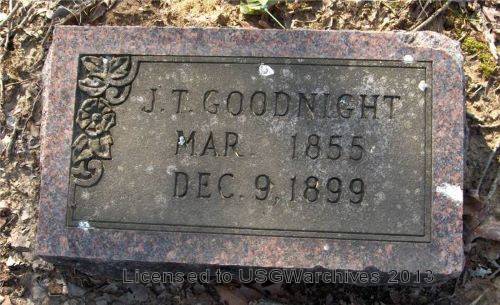 J.T. GOODNIGHT
MAR 1855
DEC. 9, 1899
Licensed to USGWarchives 2013